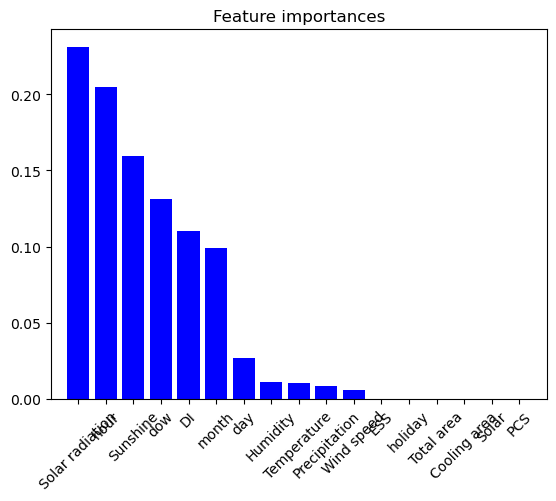 Feature importances
0.20
0.15
0.10
0.05
0.00
Solar radiation
hour
Sunshine
dow
DI
month
day
Humidity
Temperature
Precipitation
Wind speed
ESS
holiday
Total area
Cooling area
Solar
PCS